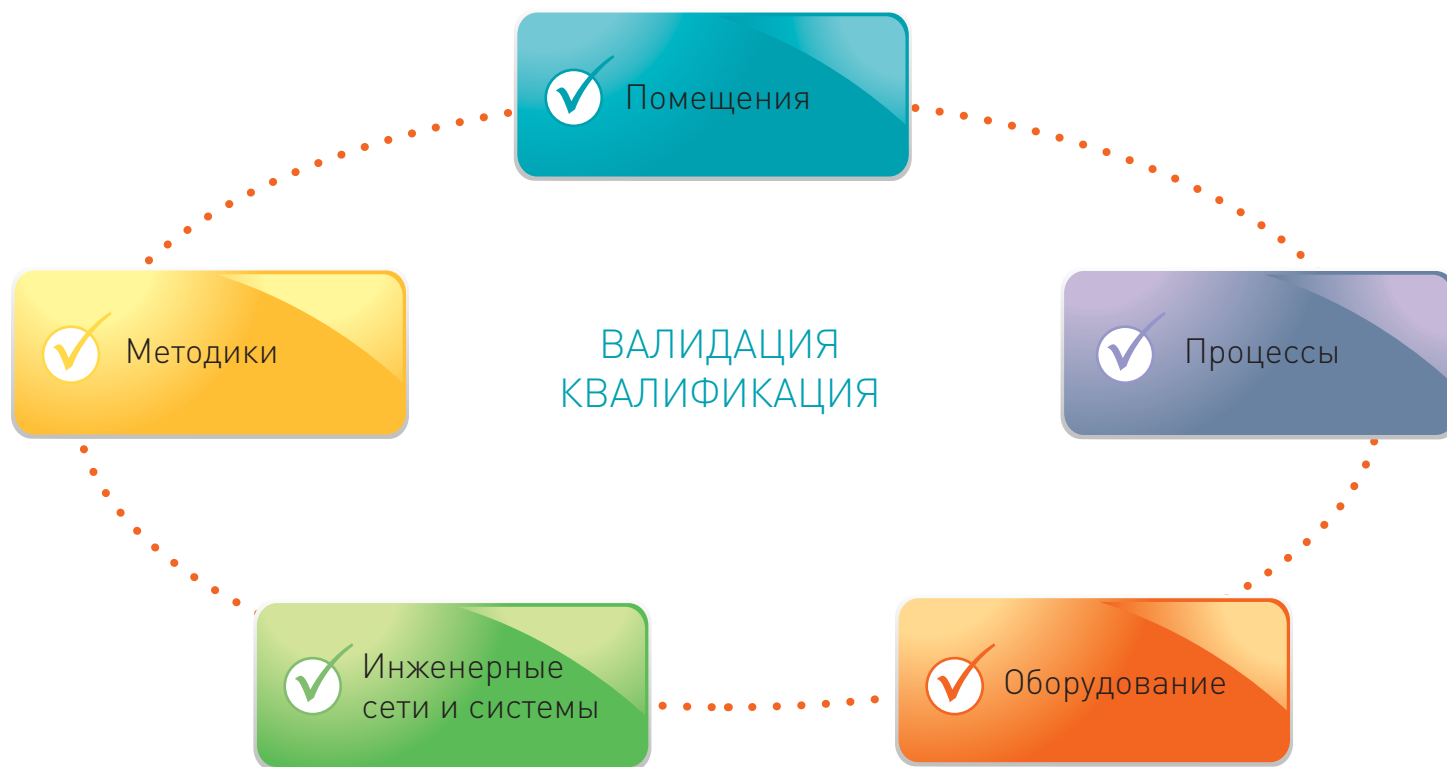 Помещения
Методики
ВАЛИДАЦИЯ
КВАЛИФИКАЦИЯ
Процессы
Инженерные
сети и системы
Оборудование